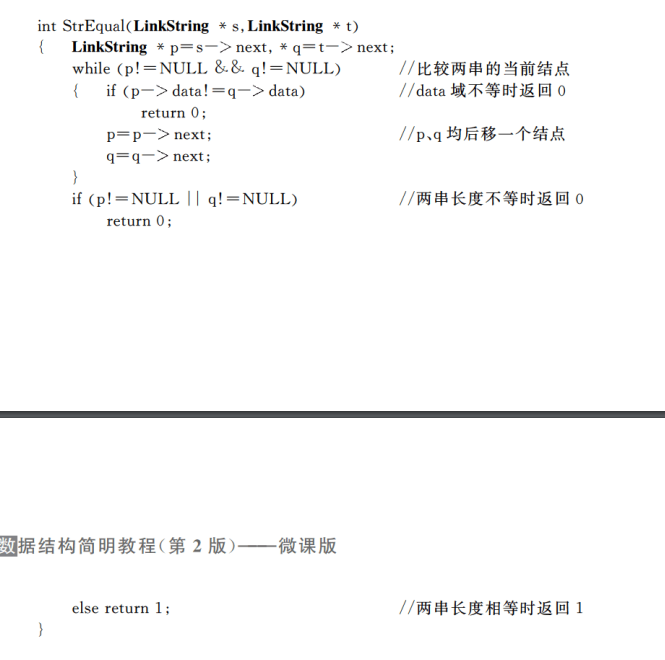 int StrEqual(LinkString * s,LinkString * t)
{ LinkString * p=s—>next, * q=t—>next;
while (p!=NULL && q!=NULL) //比较两串的当前结点
{ if (p—>data!=q—>data) //data 域不等时返回 0
return 0;
p=p—>next; //p、q 均后移一个结点
q=q—>next;
}
if (p!=NULL || q!=NULL) //两串长度不等时返回 0
return 0;
数据结构简明教程(第 2 版)——微课版
else return 1; //两串长度相等时返回 1
}